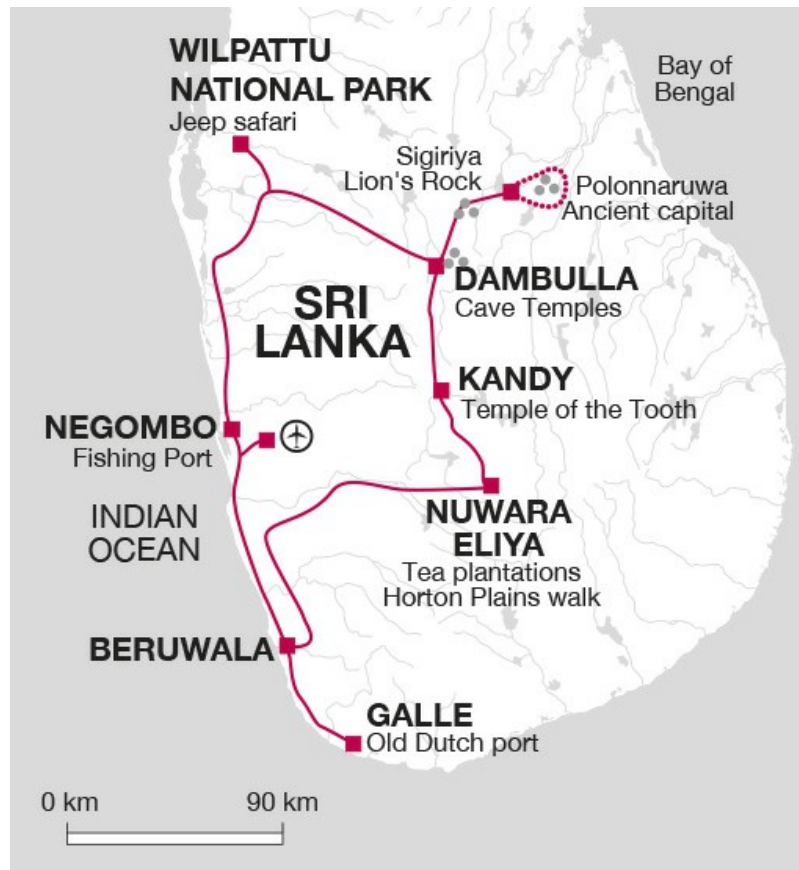 WILPATTU
NATIONAL PARK
Jeep safari
Bay of
Bengal
Sigiriya
Lion's Rock
Polonnaruwa
Ancient capital
DAMBULLA
Cave Temples
SRI
LANKA
KANDY
Temple of the Tooth
NEGOMBO
Fishing Port
INDIAN
OCEAN
NUWARA
ELIYA
Tea plantations
Horton Plains walk
BERUWALA
GALLE
Old Dutch port
0 km 90 km